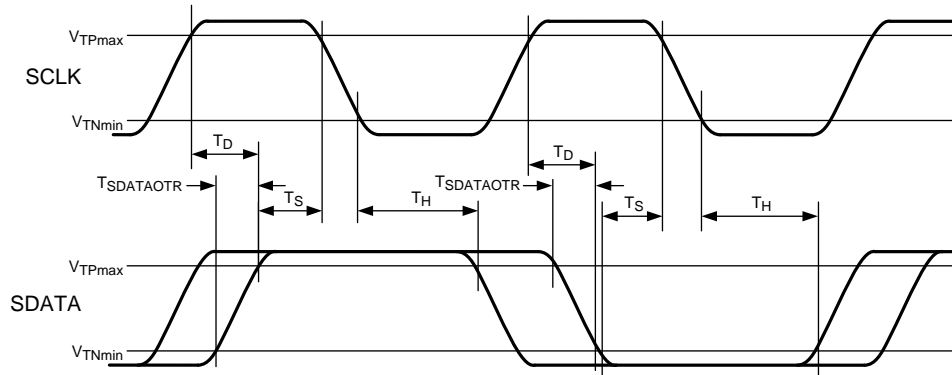 VTPmax
SCLK
VTNmin
TD
TD
TSDATAOTR
TS
TH
TSDATAOTR
TS
TH
VTPmax
SDATA
VTNmin